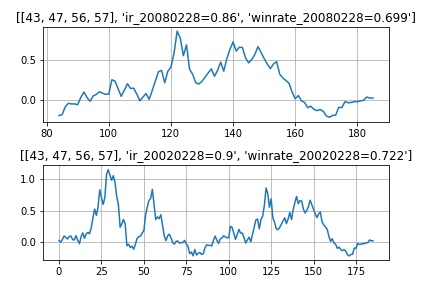 [[43, 47, 56, 57], 'ir_20080228=0.86', 'winrate_20080228=0.699']
0.5
0.0
80 100 120 140 160 180
[[43, 47, 56, 57], 'ir_20020228=0.9', 'winrate_20020228=0.722']
1.0
0.5
0.0
0 25 50 75 100 125 150 175